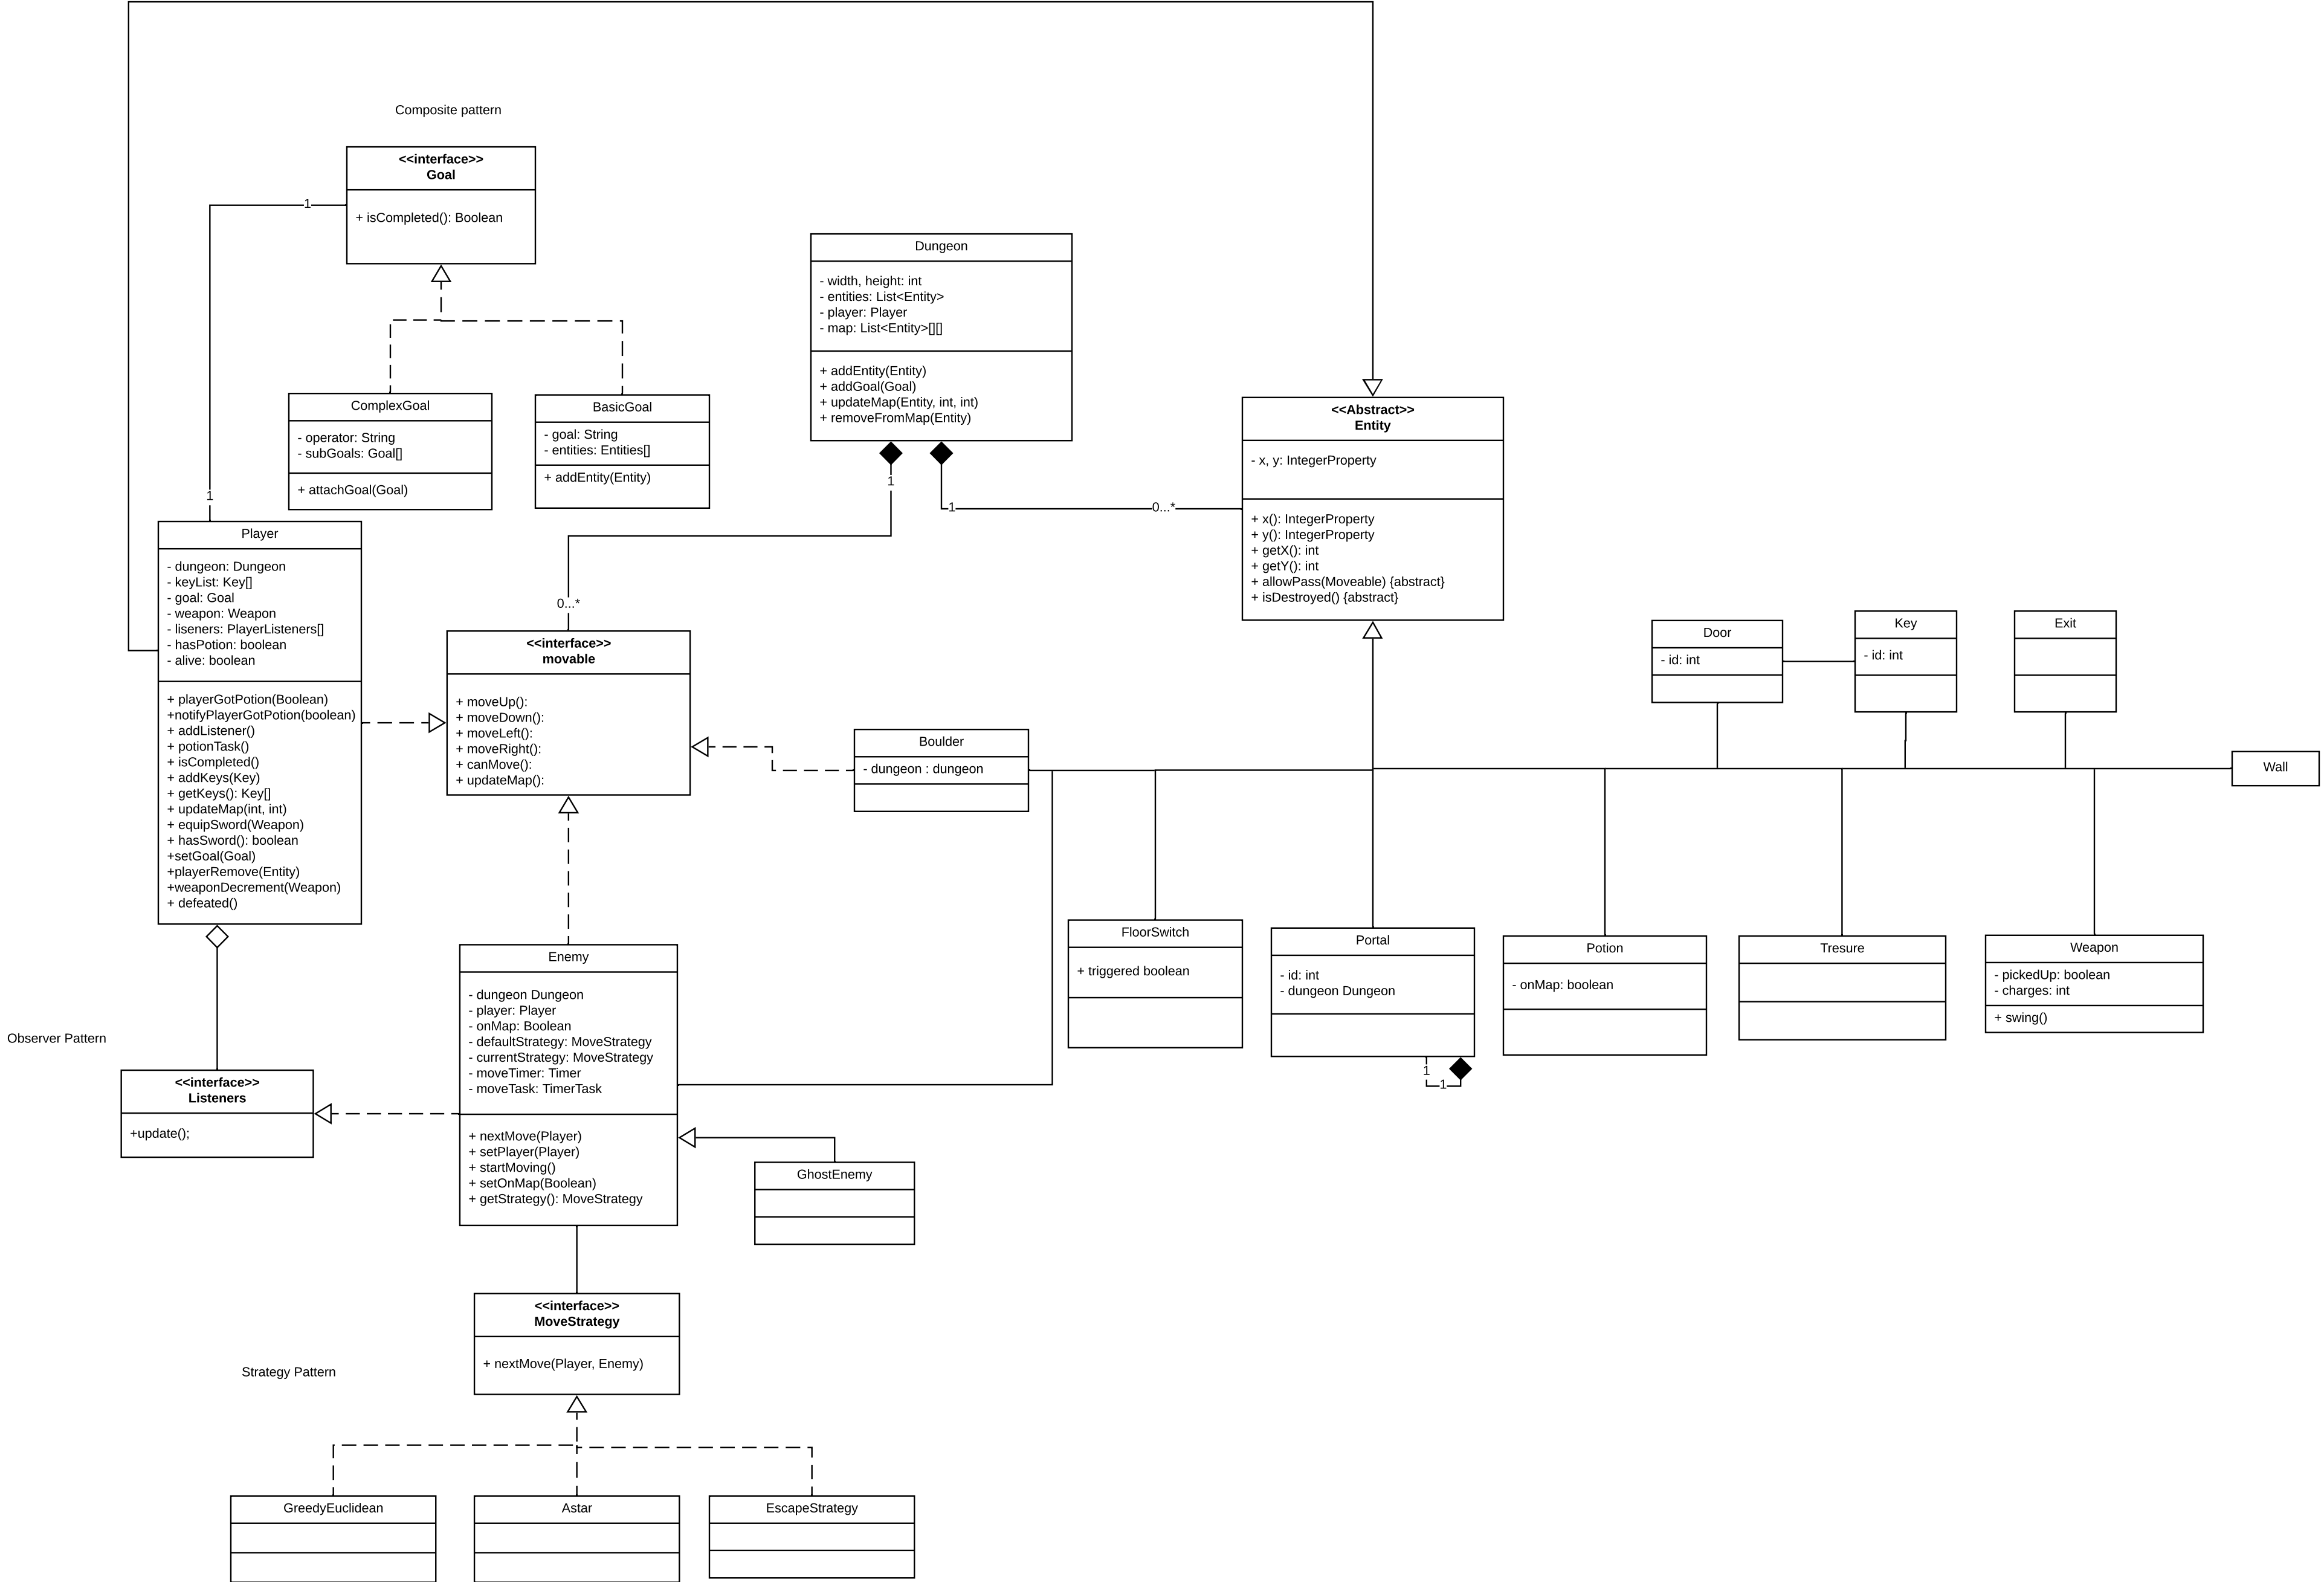 Composite pattern
<<interface>>
Goal
+ isCompleted(): Boolean
1
1
ComplexGoal
- operator: String
- subGoals: Goal[]
+ attachGoal(Goal)
BasicGoal
- goal: String
- entities: Entities[]
+ addEntity(Entity)
Dungeon
- width, height: int
- entities: List<Entity>
- player: Player
- map: List<Entity>[][]
+ addEntity(Entity)
+ addGoal(Goal)
+ updateMap(Entity, int, int)
+ removeFromMap(Entity)
1
0...*
1
0...*
<<Abstract>>
Entity
- x, y: IntegerProperty
+ x(): IntegerProperty
+ y(): IntegerProperty
+ getX(): int
+ getY(): int
+ allowPass(Moveable) {abstract}
+ isDestroyed() {abstract}
Player
- dungeon: Dungeon
- keyList: Key[]
- goal: Goal
- weapon: Weapon
- liseners: PlayerListeners[]
- hasPotion: boolean
- alive: boolean
+ playerGotPotion(Boolean)
+notifyPlayerGotPotion(boolean)
+ addListener()
+ potionTask()
+ isCompleted()
+ addKeys(Key)
+ getKeys(): Key[]
+ updateMap(int, int)
+ equipSword(Weapon)
+ hasSword(): boolean
+setGoal(Goal)
+playerRemove(Entity)
+weaponDecrement(Weapon)
+ defeated()
<<interface>>
movable
+ moveUp():
+ moveDown():
+ moveLeft():
+ moveRight():
+ canMove():
+ updateMap():
Boulder
- dungeon : dungeon
Door
- id: int
Key
- id: int
Exit
Wall
FloorSwitch
+ triggered boolean
Portal
- id: int
- dungeon Dungeon
1
1
Potion
- onMap: boolean
Tresure
Weapon
- pickedUp: boolean
- charges: int
+ swing()
Enemy
- dungeon Dungeon
- player: Player
- onMap: Boolean
- defaultStrategy: MoveStrategy
- currentStrategy: MoveStrategy
- moveTimer: Timer
- moveTask: TimerTask
+ nextMove(Player)
+ setPlayer(Player)
+ startMoving()
+ setOnMap(Boolean)
+ getStrategy(): MoveStrategy
Observer Pattern
<<interface>>
Listeners
+update();
GhostEnemy
<<interface>>
MoveStrategy
+ nextMove(Player, Enemy)
Strategy Pattern
GreedyEuclidean
Astar
EscapeStrategy